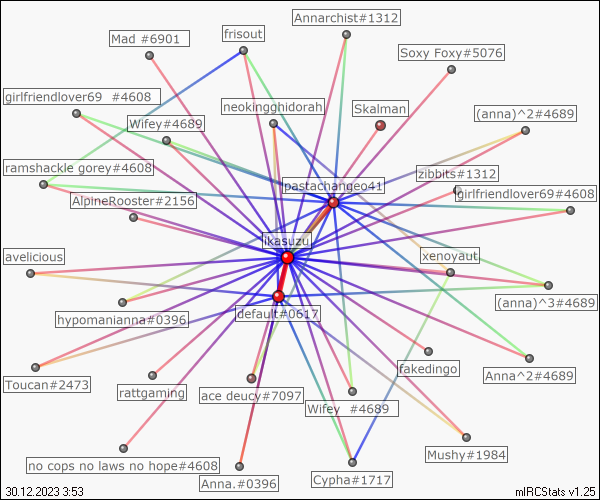 Annarchist#1312
frisout
Mad #6901
Soxy Foxy#5076
girlfriendlover69 #4608
neokingghidorah
Skalman
(anna)^2#4689
Wifey#4689
ramshackle gorey#4608
zibbits#1312
pastachangeo41
girlfriendlover69#4608
AlpineRooster#2156
likasuzu
avelicious
xenoyaut
(anna)^3#4689
hypomanianna#0396
default#0617
fakedingo
Anna^2#4689
Toucan#2473
rattgaming
ace deucy#7097
Wifey #4689
Mushy#1984
no cops no laws no hope#4608
Anna.#0396
Cypha#1717
30.12.2023 3:53
mIRCStats v1.25